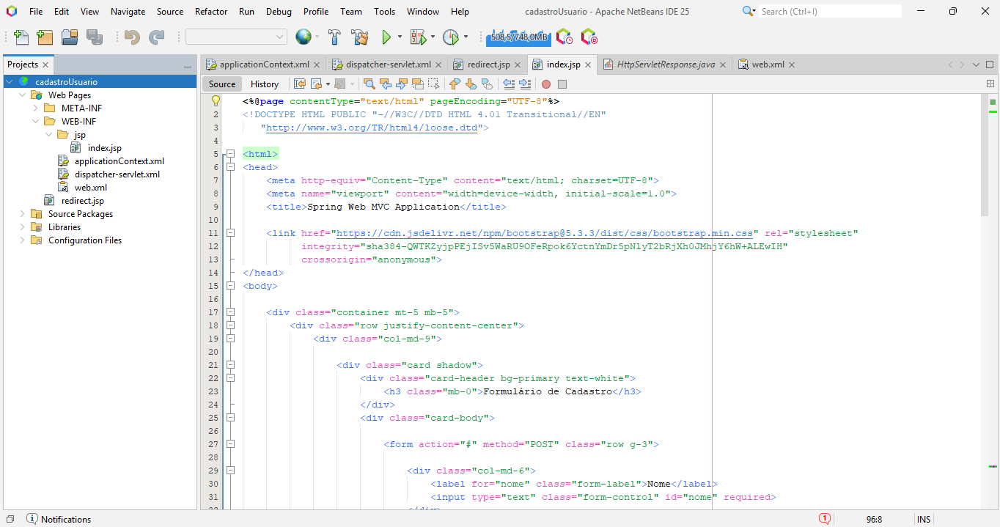 File Edit View Navigate Source Refactor Run Debug Profile Team Tools Window Help
cadastroUsuario - Apache NetBeans IDE 25
Search (Ctrl+I)
508,5/748,0MB
Projects
applicationContext.xml dispatcher-servlet.xml redirect.jsp index.jsp HttpServletResponse.java web.xml
cadastroUsuario
Web Pages
META-INF
WEB-INF
jsp
index.jsp
applicationContext.xml
dispatcher-servlet.xml
web.xml
redirect.jsp
Source Packages
Libraries
Configuration Files
Source History
<%@page contentType="text/html" pageEncoding="UTF-8"%>
2 <!DOCTYPE HTML PUBLIC "-//W3C//DTD HTML 4.01 Transitional//EN"
3 "http://www.w3.org/TR/html4/loose.dtd">
4
5 <html>
6 <head>
7 <meta http-equiv="Content-Type" content="text/html; charset=UTF-8">
8 <meta name="viewport" content="width=device-width, initial-scale=1.0">
9 <title>Spring Web MVC Application</title>
10
11 <link href="https://cdn.jsdelivr.net/npm/bootstrap@5.3.3/dist/css/bootstrap.min.css" rel="stylesheet"
12 integrity="sha384-QWTKZyjpPEjISv5WaRU9OFeRpok6YctnYmDr5pNlyT2bRjXh0JMhjY6hW+ALEwIH"
13 crossorigin="anonymous">
14 </head>
15 <body>
16
17 <div class="container mt-5 mb-5">
18 <div class="row justify-content-center">
19 <div class="col-md-9">
20
21 <div class="card shadow">
22 <div class="card-header bg-primary text-white">
23 <h3 class="mb-0">Formulário de Cadastro</h3>
24 </div>
25 <div class="card-body">
26
27 <form action="#" method="POST" class="row g-3">
28
29 <div class="col-md-6">
30 <label for="nome" class="form-label">Nome</label>
31 <input type="text" class="form-control" id="nome" required>
32 </div>
Notifications
1
96:8
INS